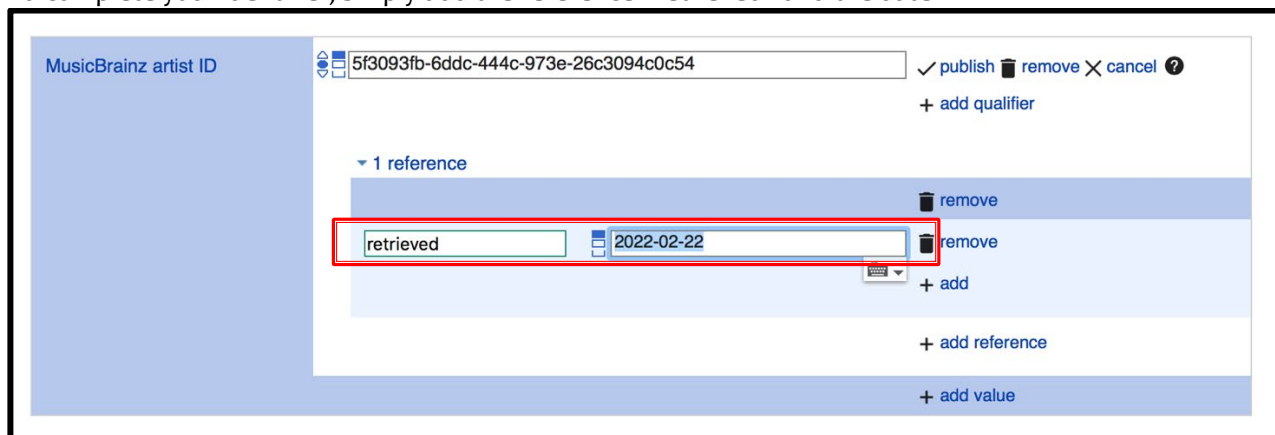 MusicBrainz artist ID
5f3093fb-6ddc-444c-973e-26c3094c0c54
publish remove cancel ?
+ add qualifier
1 reference
remove
retrieved 2022-02-22 remove
+ add
+ add reference
+ add value